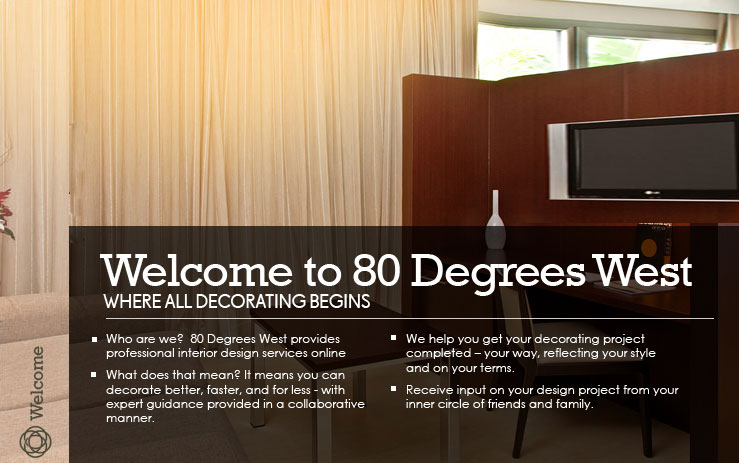 Welcome to 80 Degrees West
WHERE ALL DECORATING BEGINS
Who are we?  80 Degrees West provides
professional interior design services online
What does that mean? It means you can
decorate better, faster, and for less - with
expert guidance provided in a collaborative
manner.
We help you get your decorating project
completed – your way, reflecting your style
and on your terms.
Receive input on your design project from your
inner circle of friends and family.
Welcome